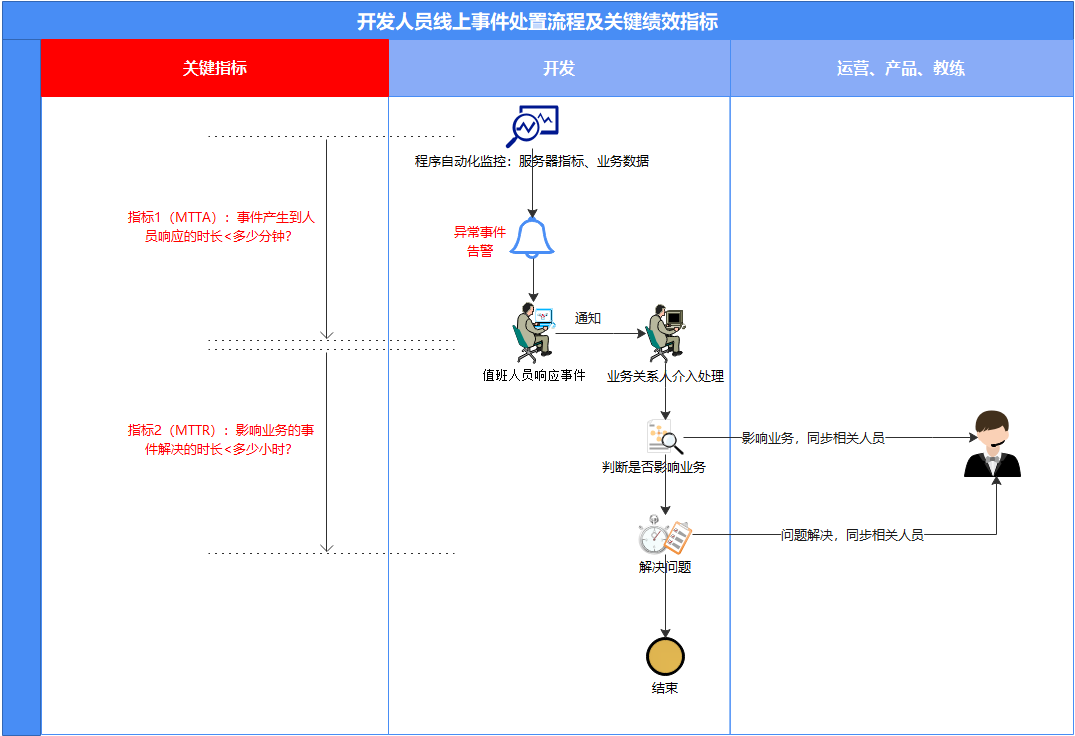 开发人员线上事件处置流程及关键绩效指标
关键指标
开发
运营、产品、教练
程序自动化监控：服务器指标、业务数据
指标1（MTTA）：事件产生到人
员响应的时长<多少分钟？
异常事件
告警
通知
值班人员响应事件
业务关系人介入处理
指标2（MTTR）：影响业务的事
件解决的时长<多少小时？
影响业务，同步相关人员
判断是否影响业务
问题解决，同步相关人员
解决问题
结束